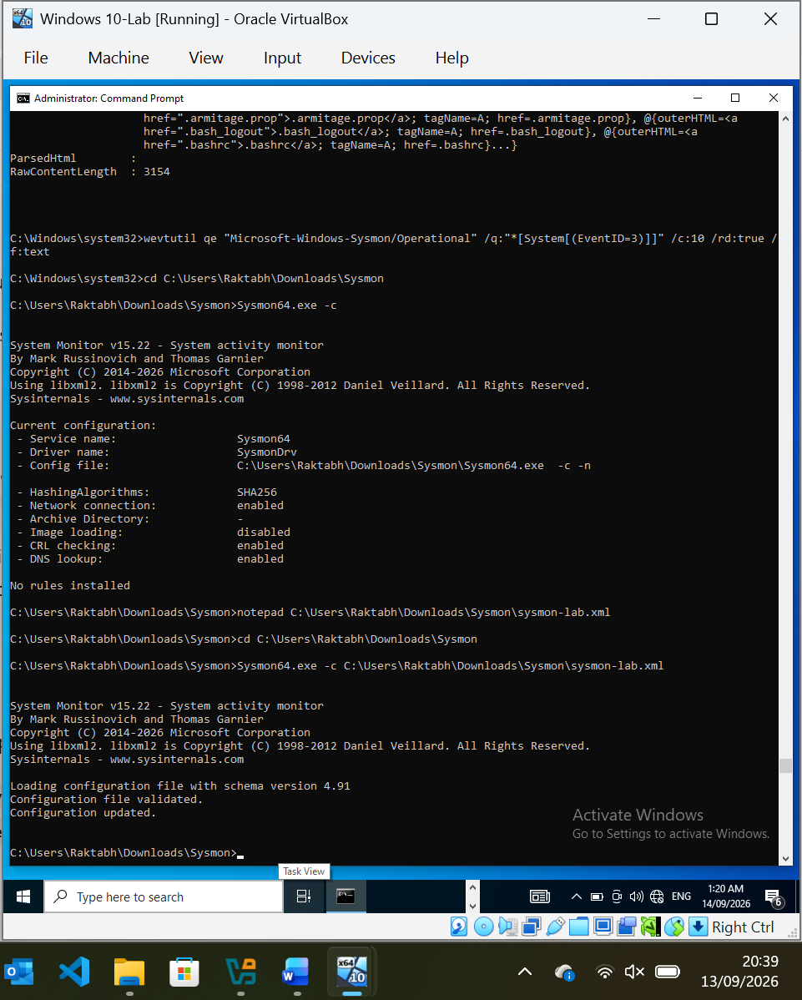 Windows 10-Lab [Running] - Oracle VirtualBox
File Machine View Input Devices Help
Administrator: Command Prompt
href=".armitage.prop">.armitage.prop</a>; tagName=A; href=.armitage.prop}, @{outerHTML=<a
href=".bash_logout">.bash_logout</a>; tagName=A; href=.bash_logout}, @{outerHTML=<a
href=".bashrc">.bashrc</a>; tagName=A; href=.bashrc}...}
ParsedHtml :
RawContentLength : 3154
C:\Windows\system32>wevtutil qe "Microsoft-Windows-Sysmon/Operational" /q:"*[System[(EventID=3)]]" /c:10 /rd:true /
f:text
C:\Windows\system32>cd C:\Users\Raktabh\Downloads\Sysmon
C:\Users\Raktabh\Downloads\Sysmon>Sysmon64.exe -c
System Monitor v15.22 - System activity monitor
By Mark Russinovich and Thomas Garnier
Copyright (C) 2014-2026 Microsoft Corporation
Using libxml2. libxml2 is Copyright (C) 1998-2012 Daniel Veillard. All Rights Reserved.
Sysinternals - www.sysinternals.com
Current configuration:
- Service name: Sysmon64
- Driver name: SysmonDrv
- Config file: C:\Users\Raktabh\Downloads\Sysmon\Sysmon64.exe -c -n
- HashingAlgorithms: SHA256
- Network connection: enabled
- Archive Directory: -
- Image loading: disabled
- CRL checking: enabled
- DNS lookup: enabled
No rules installed
C:\Users\Raktabh\Downloads\Sysmon>notepad C:\Users\Raktabh\Downloads\Sysmon\sysmon-lab.xml
C:\Users\Raktabh\Downloads\Sysmon>cd C:\Users\Raktabh\Downloads\Sysmon
C:\Users\Raktabh\Downloads\Sysmon>Sysmon64.exe -c C:\Users\Raktabh\Downloads\Sysmon\sysmon-lab.xml
System Monitor v15.22 - System activity monitor
By Mark Russinovich and Thomas Garnier
Copyright (C) 2014-2026 Microsoft Corporation
Using libxml2. libxml2 is Copyright (C) 1998-2012 Daniel Veillard. All Rights Reserved.
Sysinternals - www.sysinternals.com
Loading configuration file with schema version 4.91
Configuration file validated.
Configuration updated.
Activate Windows
Go to Settings to activate Windows.
C:\Users\Raktabh\Downloads\Sysmon>
Task View
Type here to search
ENG
1:20 AM
14/09/2026
6
Right Ctrl
x64
10
20:39
13/09/2026